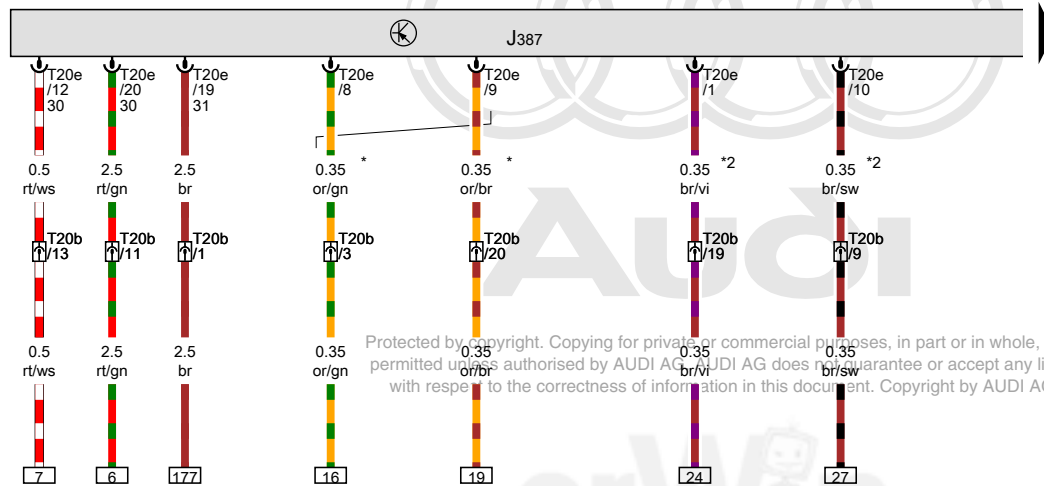 J387
T20e T20e T20e T20e T20e T20e T20e
/12 /20 /19 /8 /9 /1 /10
30 30 31
0.5 2.5 2.5 0.35 * 0.35 * 0.35 *2 0.35 *2
rt/ws rt/gn br or/gn or/br br/vi br/sw
T20b T20b T20b T20b T20b T20b T20b
/13 /11 /1 /3 /20 /19 /9
AUDI
Protected by copyright. Copying for private or commercial purposes, in part or in whole,
0.5 2.5 2.5 0.35 0.35 0.35 0.35
permitted unless authorised by AUDI AG. AUDI AG does not guarantee or accept any li
rt/ws rt/gn br or/gn or/br br/vi br/sw
with respect to the correctness of information in this document. Copyright by AUDI AG
7 6 177 16 19 24 27